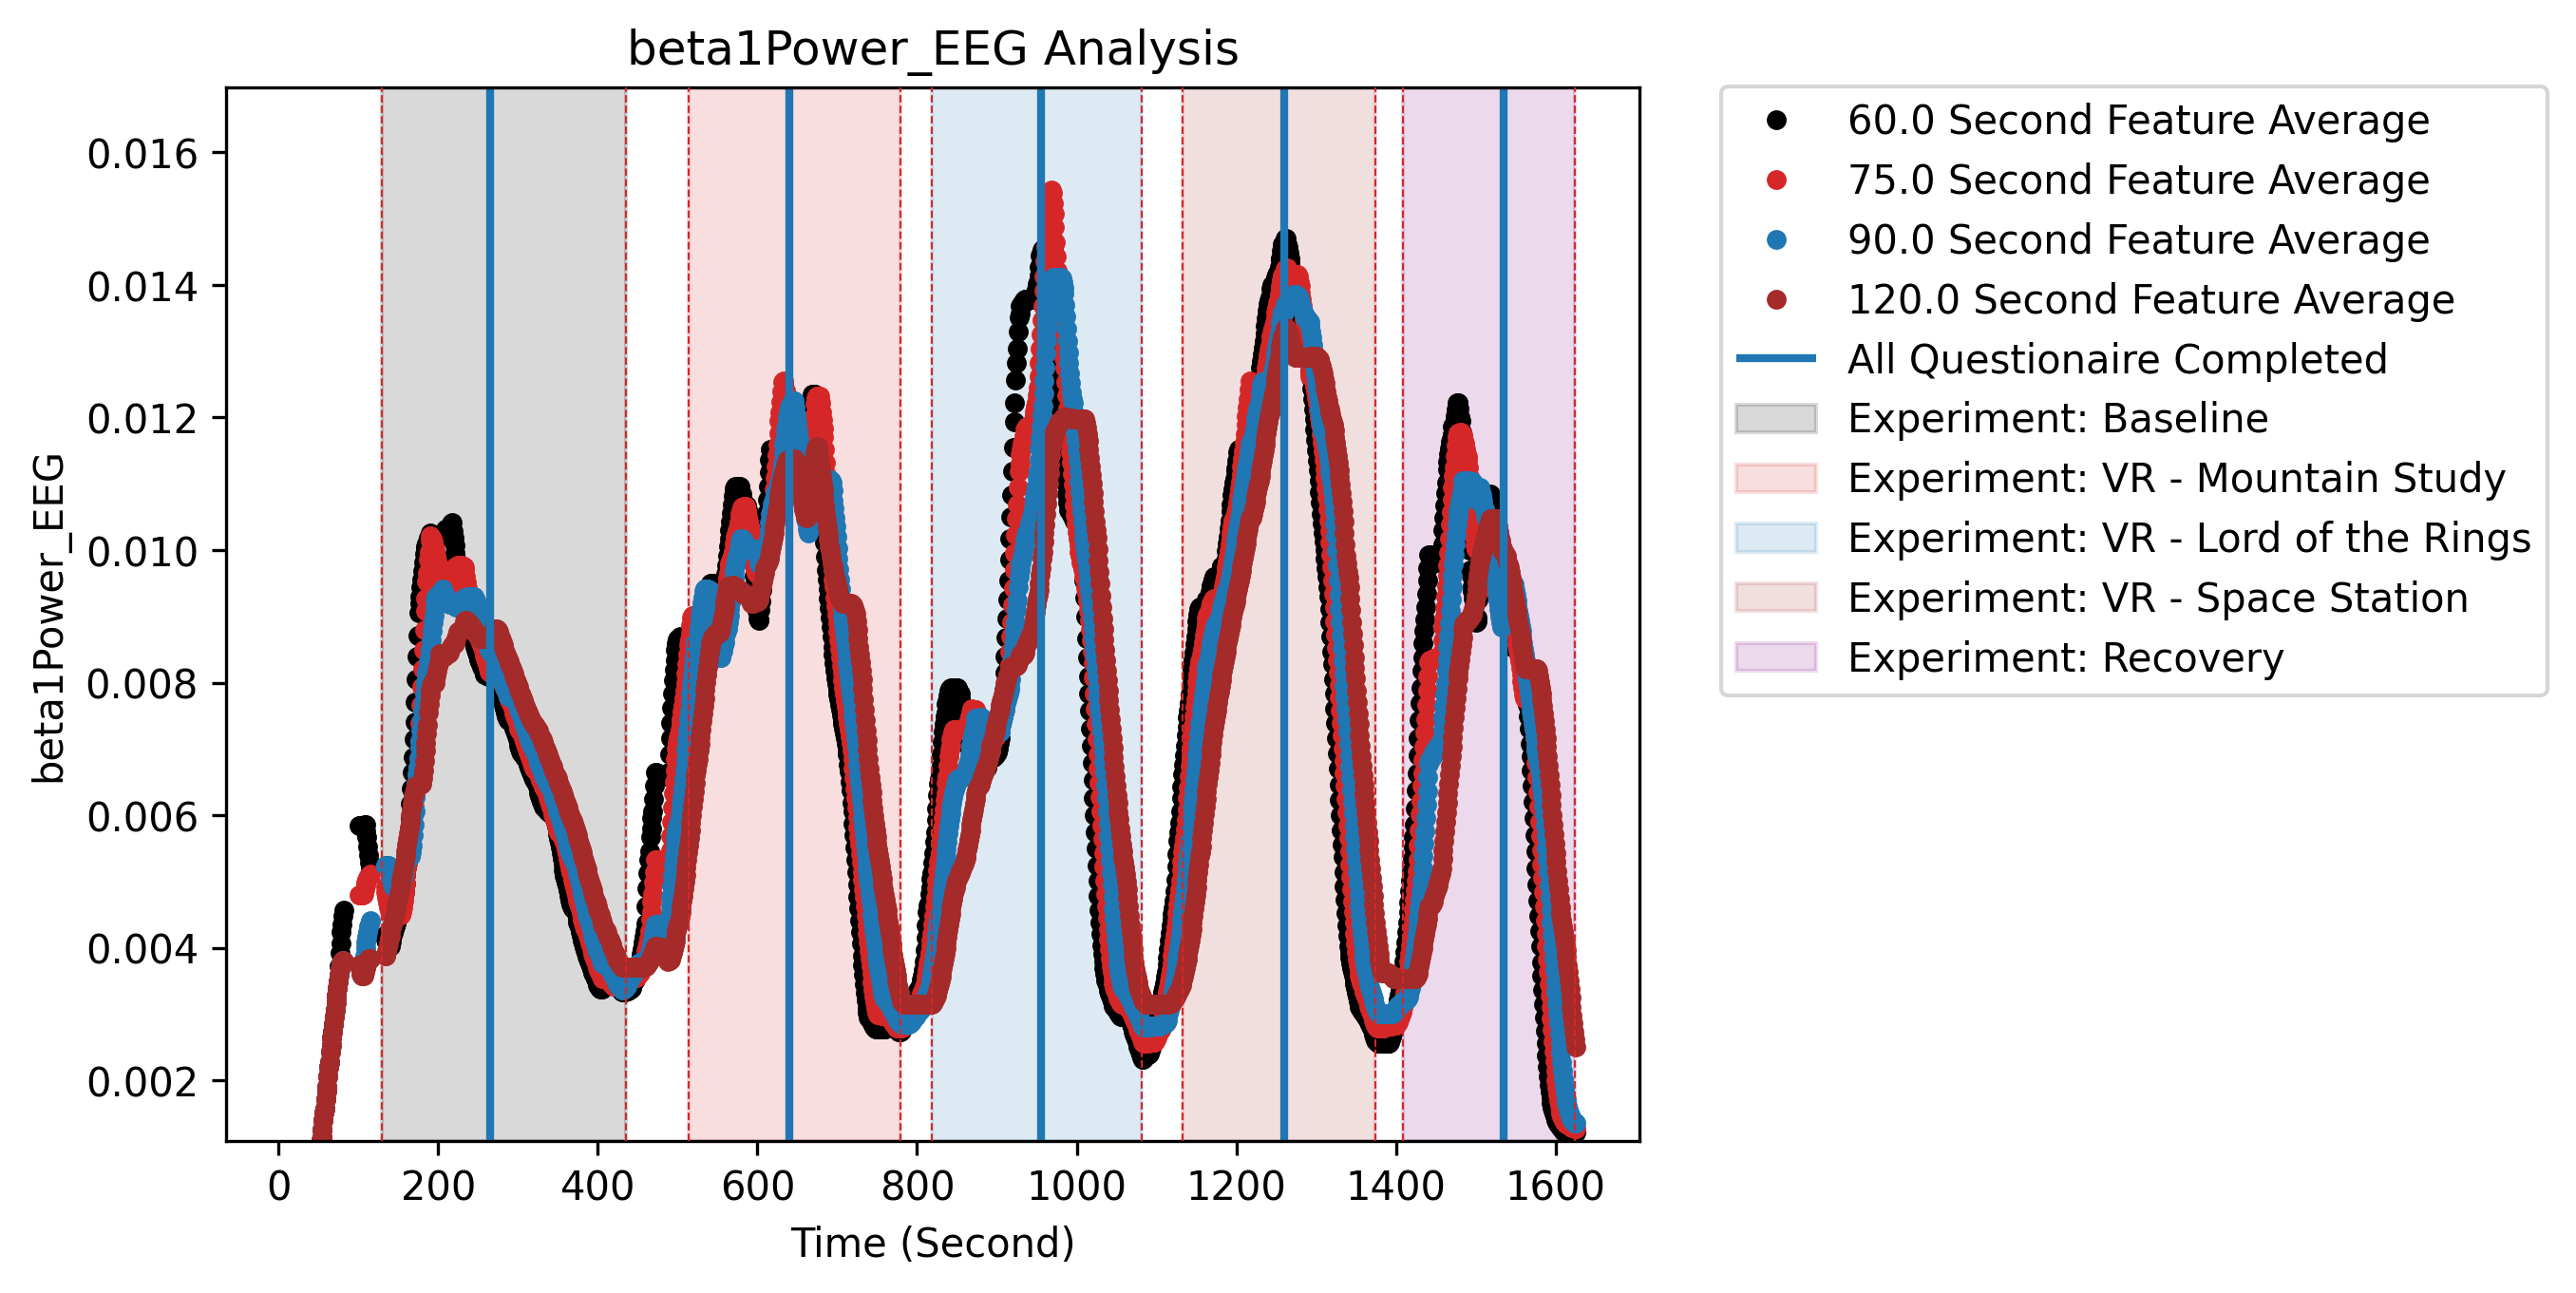 beta1Power_EEG Analysis
0.016
0.014
0.012
0.010
0.008
0.006
0.004
0.002
beta1Power_EEG
0 200 400 600 800 1000 1200 1400 1600
Time (Second)
60.0 Second Feature Average
75.0 Second Feature Average
90.0 Second Feature Average
120.0 Second Feature Average
All Questionaire Completed
Experiment: Baseline
Experiment: VR - Mountain Study
Experiment: VR - Lord of the Rings
Experiment: VR - Space Station
Experiment: Recovery